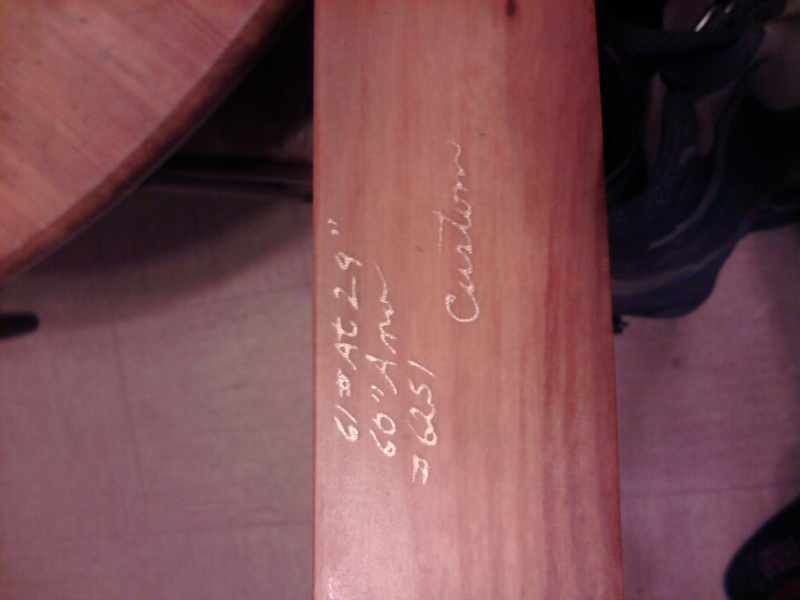 61# At 29"
60" Amo
#6251
Custom